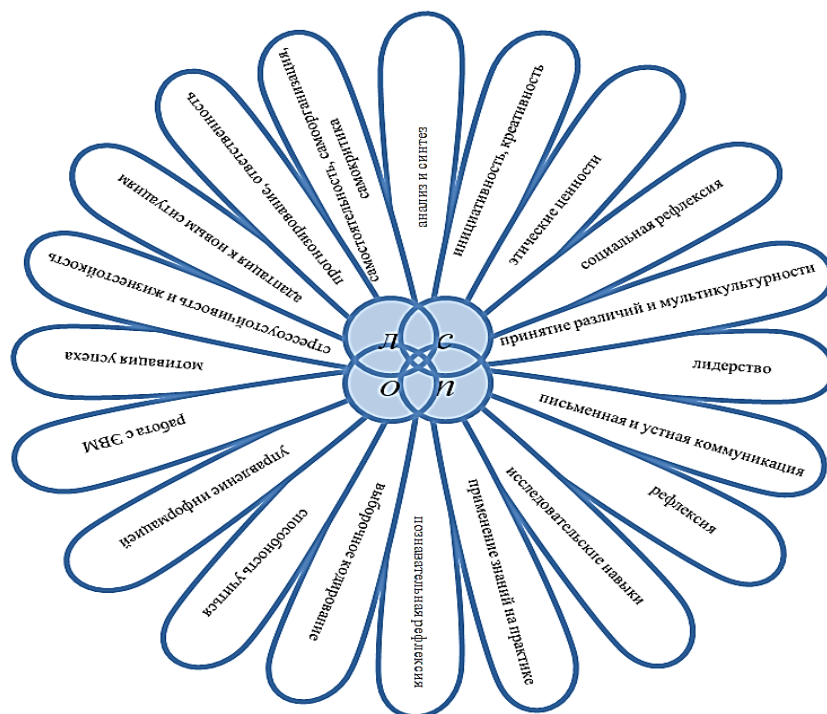 анализ и синтез
инициативность, креативность
этические ценности
социальная рефлексия
принятие различий и мультикультурности
лидерство
письменная и устная коммуникация
рефлексия
исследовательские навыки
применение знаний на практике
познавательная рефлексия
выборочное кодирование
способность учиться
управление информацией
работа с ЭВМ
мотивация успеха
стрессоустойчивость и жизнестойкость
адаптация к новым ситуациям
прогнозирование, ответственность
самостоятельность, самоорганизация,
самокритика
л с
о п